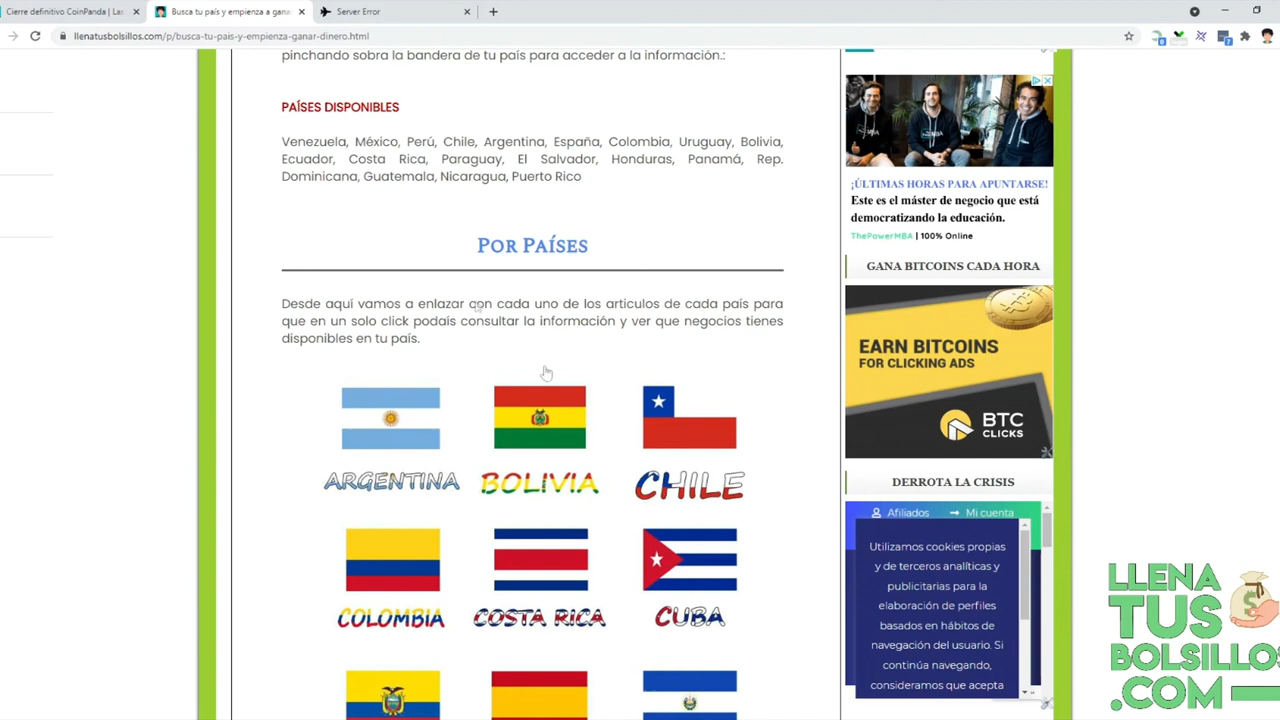 Cierre definitivo CoinPanda | Las
Busca tu país y empieza a gana
Server Error
llenatusbolsillos.com/p/busca-tu-pais-y-empienza-ganar-dinero.html
pinchando sobra la bandera de tu país para acceder a la información.:
PAÍSES DISPONIBLES
Venezuela, México, Perú, Chile, Argentina, España, Colombia, Uruguay, Bolivia,
Ecuador, Costa Rica, Paraguay, El Salvador, Honduras, Panamá, Rep.
Dominicana, Guatemala, Nicaragua, Puerto Rico
POR PAÍSES
Desde aquí vamos a enlazar con cada uno de los articulos de cada país para
que en un solo click podaís consultar la información y ver que negocios tienes
disponibles en tu país.
ARGENTINA
BOLIVIA
CHILE
COLOMBIA
COSTA RICA
CUBA
¡ÚLTIMAS HORAS PARA APUNTARSE!
Este es el máster de negocio que está
democratizando la educación.
ThePowerMBA | 100% Online
GANA BITCOINS CADA HORA
EARN BITCOINS
FOR CLICKING ADS
BTC
CLICKS
DERROTA LA CRISIS
Afiliados
Mi cuenta
Utilizamos cookies propias
y de terceros analíticas y
publicitarias para la
elaboración de perfiles
basados en hábitos de
navegación del usuario. Si
continúa navegando,
consideramos que acepta
LLENA
TUS
BOLSILLOS
.COM